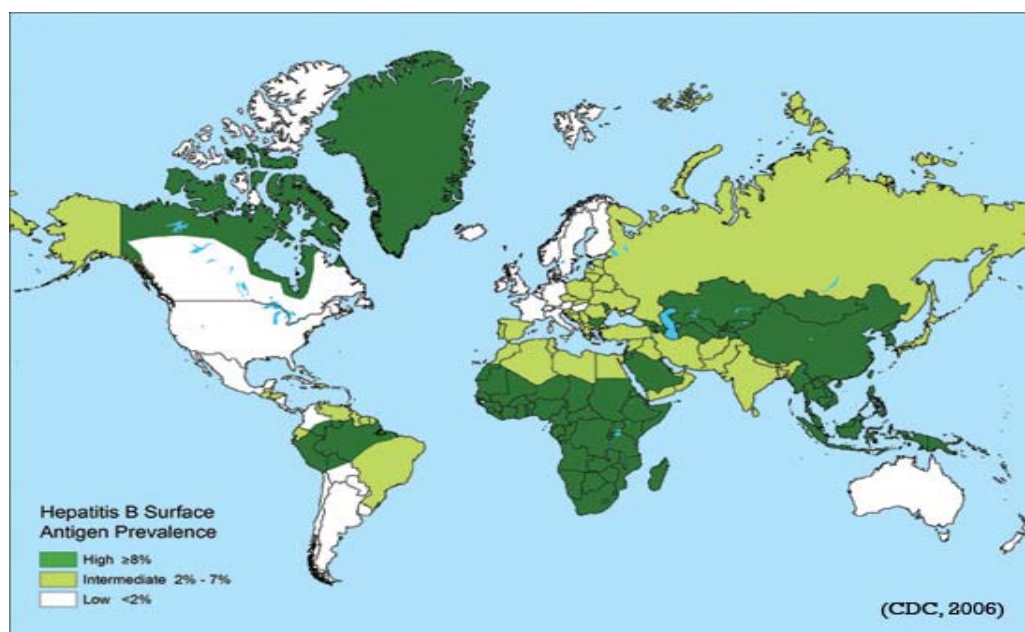 Hepatitis B Surface
Antigen Prevalence
High ≥8%
Intermediate 2% - 7%
Low <2%
(CDC, 2006)